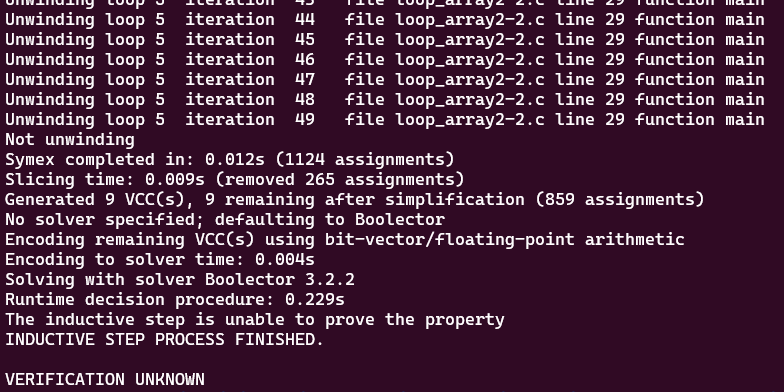 Unwinding loop 5  iteration  43   file loop_array2-2.c line 29 function main
Unwinding loop 5  iteration  44   file loop_array2-2.c line 29 function main
Unwinding loop 5  iteration  45   file loop_array2-2.c line 29 function main
Unwinding loop 5  iteration  46   file loop_array2-2.c line 29 function main
Unwinding loop 5  iteration  47   file loop_array2-2.c line 29 function main
Unwinding loop 5  iteration  48   file loop_array2-2.c line 29 function main
Unwinding loop 5  iteration  49   file loop_array2-2.c line 29 function main
Not unwinding
Symex completed in: 0.012s (1124 assignments)
Slicing time: 0.009s (removed 265 assignments)
Generated 9 VCC(s), 9 remaining after simplification (859 assignments)
No solver specified; defaulting to Boolector
Encoding remaining VCC(s) using bit-vector/floating-point arithmetic
Encoding to solver time: 0.004s
Solving with solver Boolector 3.2.2
Runtime decision procedure: 0.229s
The inductive step is unable to prove the property
INDUCTIVE STEP PROCESS FINISHED.
VERIFICATION UNKNOWN